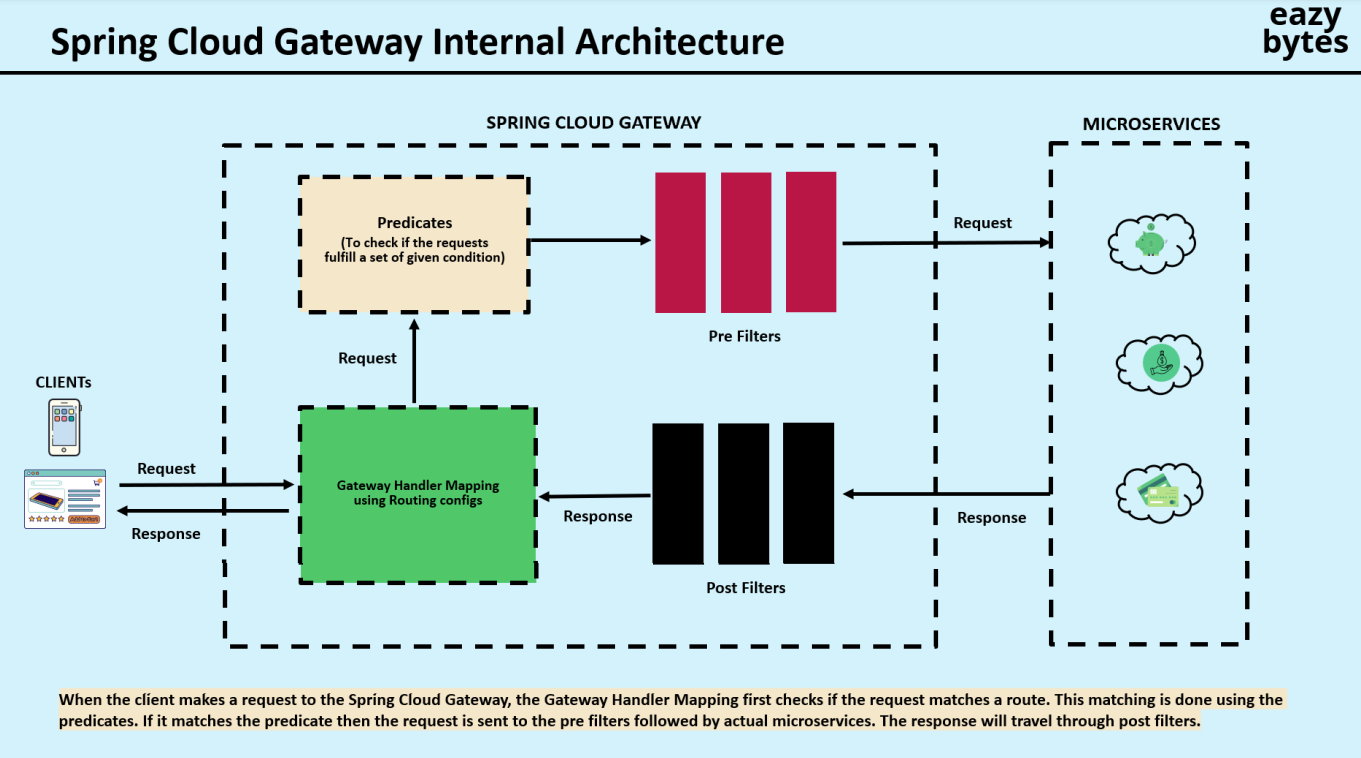 Spring Cloud Gateway Internal Architecture
eazy
bytes
SPRING CLOUD GATEWAY
MICROSERVICES
Predicates
(To check if the requests
fulfill a set of given condition)
Request
Pre Filters
Request
CLIENTs
Request
Gateway Handler Mapping
using Routing configs
Response
Response
Response
Post Filters
When the client makes a request to the Spring Cloud Gateway, the Gateway Handler Mapping first checks if the request matches a route. This matching is done using the
predicates. If it matches the predicate then the request is sent to the pre filters followed by actual microservices. The response will travel through post filters.